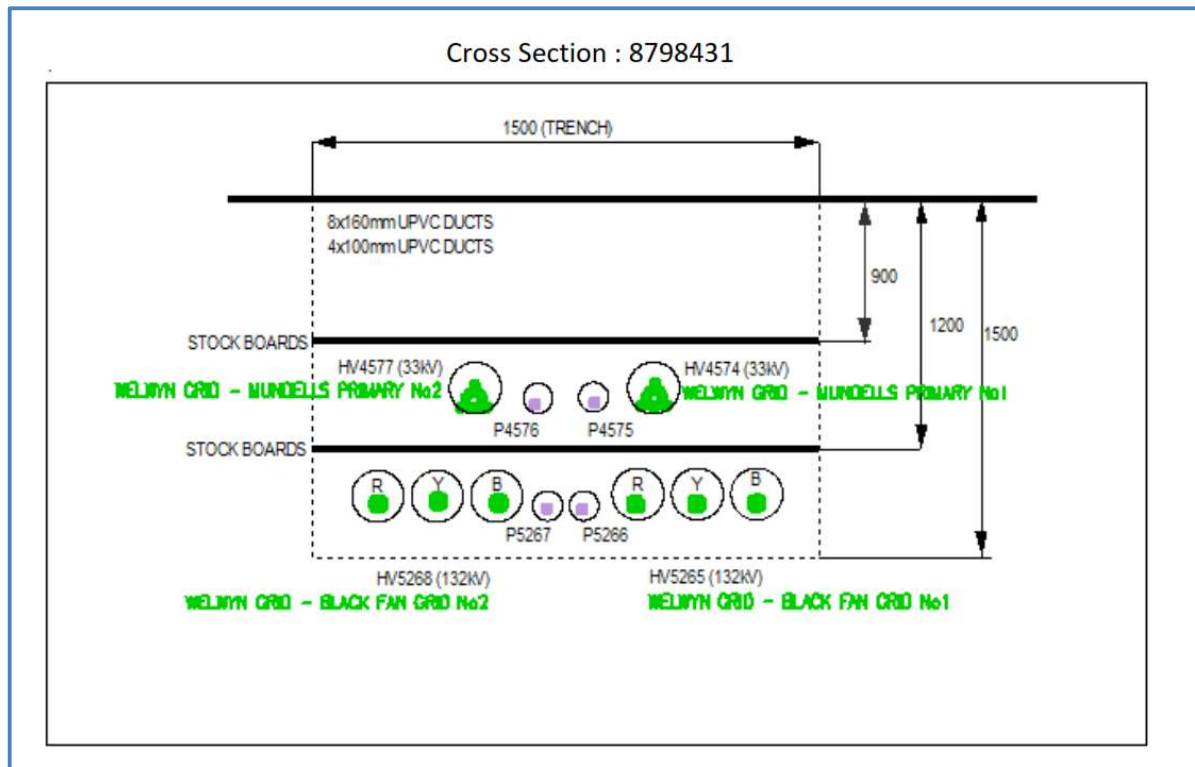 Cross Section : 8798431
1500 (TRENCH)
8x160mm UPVC DUCTS
4x100mm UPVC DUCTS
900
1200
1500
STOCK BOARDS
HV4577 (33kV)
HV4574 (33kV)
WELWYN GRID - MUNDELLS PRIMARY No2
WELWYN GRID - MUNDELLS PRIMARY No1
P4576
P4575
STOCK BOARDS
R
Y
B
R
Y
B
P5267
P5266
HV5268 (132kV)
HV5265 (132kV)
WELWYN GRID - BLACK FAN GRID No2
WELWYN GRID - BLACK FAN GRID No1